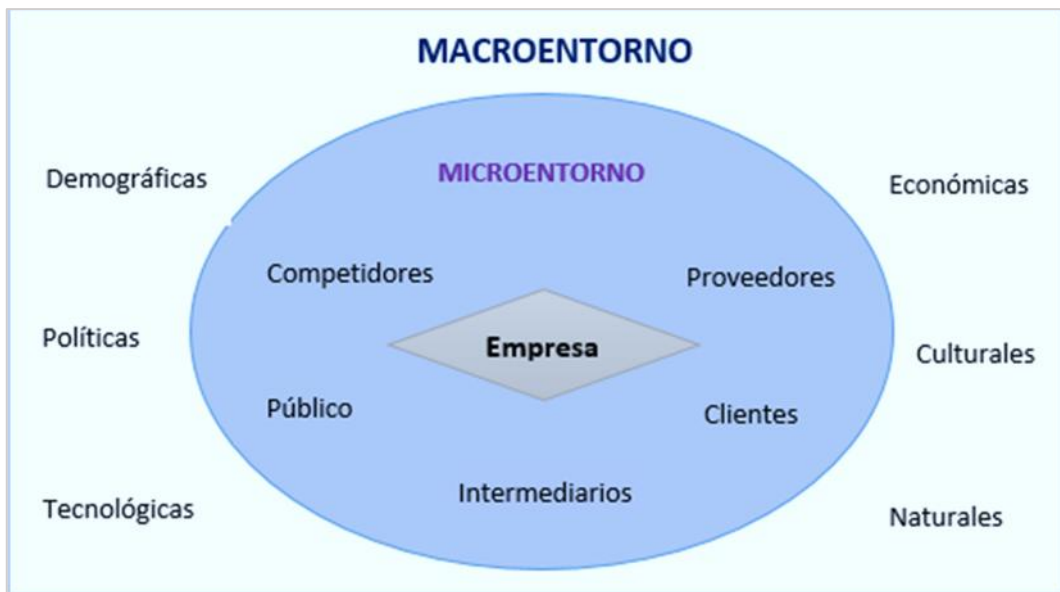 MACROENTORNO
MICROENTORNO
Demográficas
Económicas
Competidores
Proveedores
Políticas
Empresa
Culturales
Público
Clientes
Intermediarios
Tecnológicas
Naturales